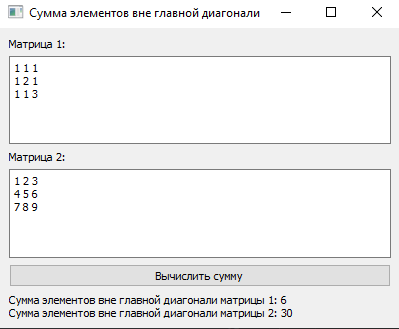 Сумма элементов вне главной диагонали
Матрица 1:
1 1 1
1 2 1
1 1 3
Матрица 2:
1 2 3
4 5 6
7 8 9
Вычислить сумму
Сумма элементов вне главной диагонали матрицы 1: 6
Сумма элементов вне главной диагонали матрицы 2: 30